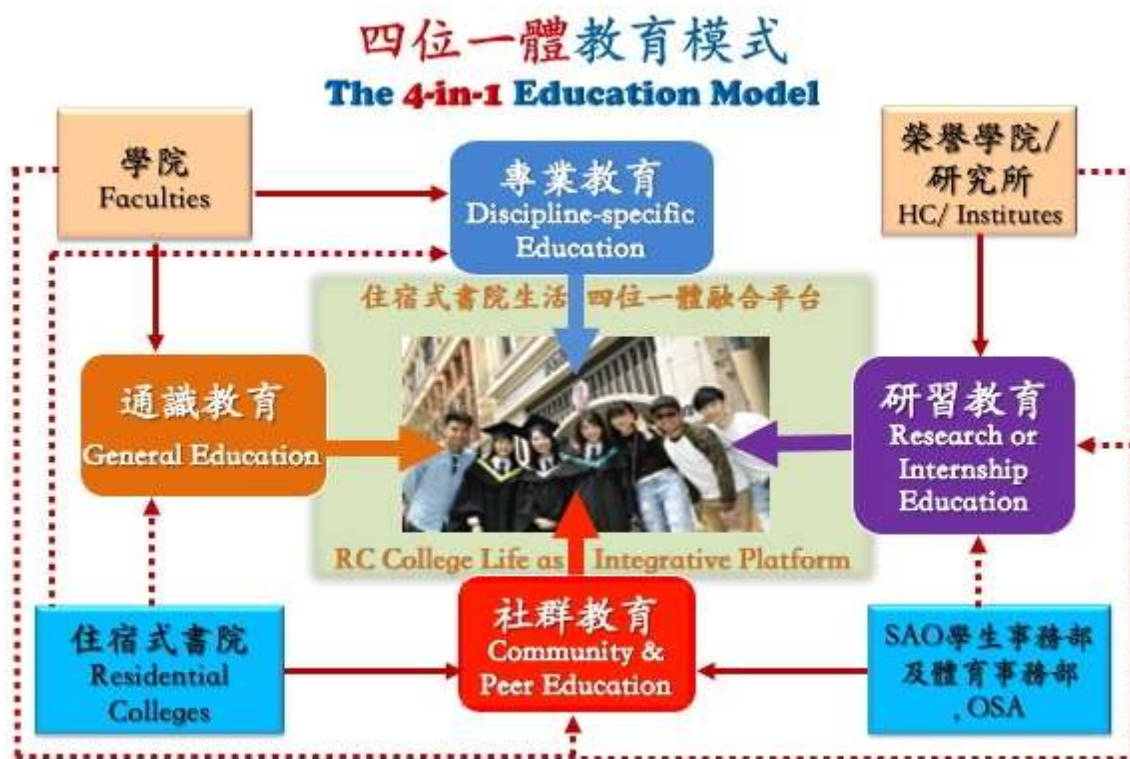 四位一體教育模式
The 4-in-1 Education Model
學院
Faculties
專業教育
Discipline-specific
Education
榮譽學院/
研究所
HC/ Institutes
住宿式書院生活 四位一體融合平台
通識教育
General Education
研習教育
Research or
Internship
Education
RC College Life as Integrative Platform
住宿式書院
Residential
Colleges
社群教育
Community &
Peer Education
SAO學生事務部
及體育事務部
, OSA